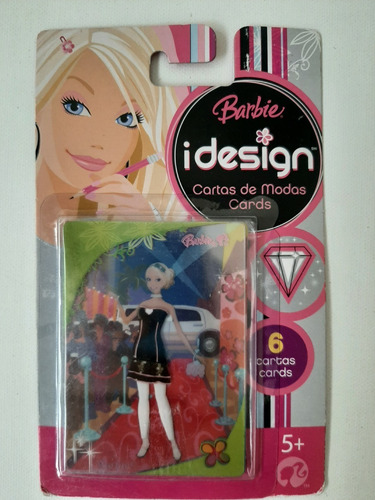 Barbie
idesign
Cartas de Modas
Cards
Barbie
6
cartas
cards
5+